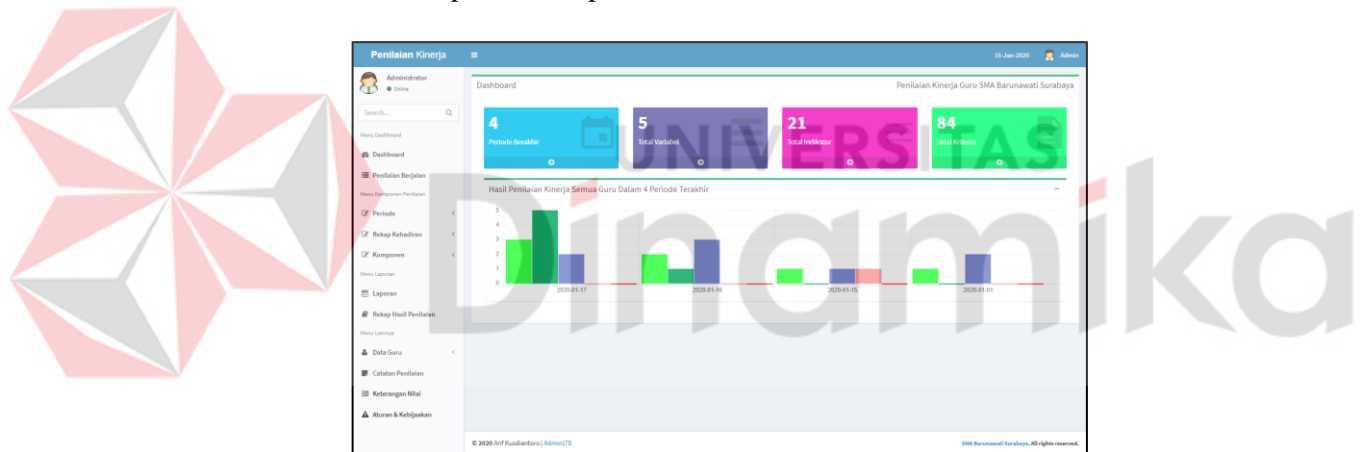 Penilaian Kinerja
15-Jan-2020 Admin
Administrator
Online
Dashboard
Penilaian Kinerja Guru SMA Barunawati Surabaya
Search...
4
Periode Berakhir
5
Total Variabel
21
Total Indikator
84
Total Kriteria
UNIVERSITAS
Dinamika
Menu Dashboard
Dashboard
Penilaian Berjalan
Menu Komponen Penilaian
Periode
Rekap Kehadiran
Komponen
Menu Laporan
Laporan
Rekap Hasil Penilaian
Menu Lainnya
Data Guru
Catatan Penilaian
Keterangan Nilai
Aturan & Kebijaakan
Hasil Penilaian Kinerja Semua Guru Dalam 4 Periode Terakhir
5
4
3
2
1
0
2020-01-17 2020-01-16 2020-01-15 2020-01-01
© 2020 Arif Kusdiantoro | AdminLTE
SMA Barunawati Surabaya. All rights reserved.